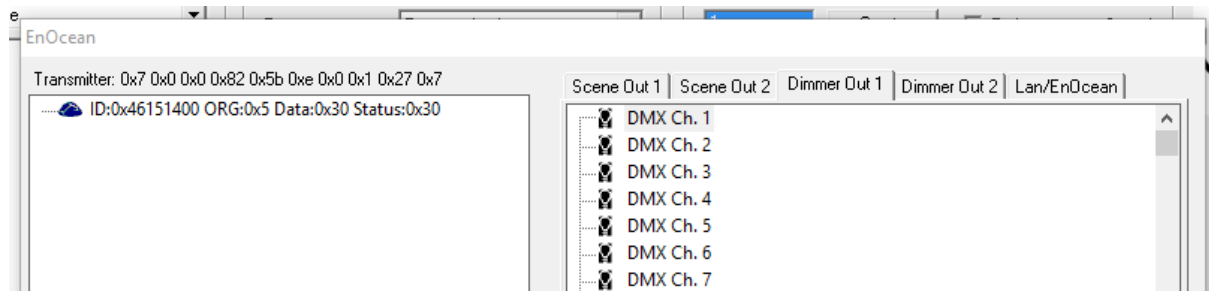 EnOcean
Transmitter: 0x7 0x0 0x0 0x82 0x5b 0xe 0x0 0x1 0x27 0x7
ID:0x46151400 ORG:0x5 Data:0x30 Status:0x30
Scene Out 1 Scene Out 2 Dimmer Out 1 Dimmer Out 2 Lan/EnOcean
DMX Ch. 1
DMX Ch. 2
DMX Ch. 3
DMX Ch. 4
DMX Ch. 5
DMX Ch. 6
DMX Ch. 7